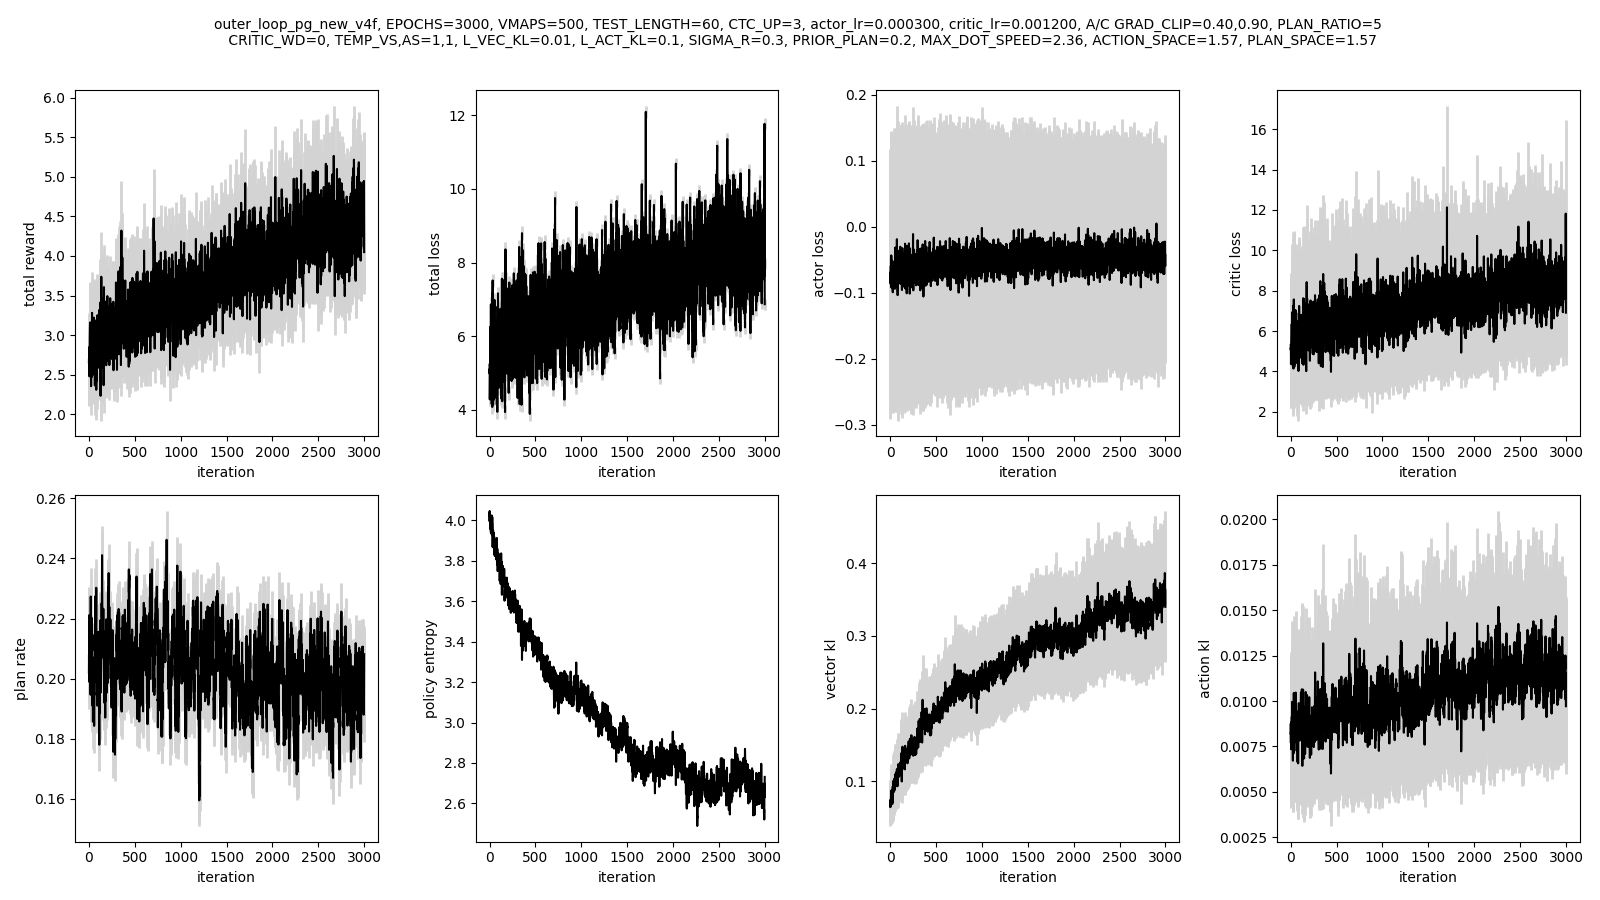 outer_loop_pg_new_v4f, EPOCHS=3000, VMAPS=500, TEST_LENGTH=60, CTC_UP=3, actor_lr=0.000300, critic_lr=0.001200, A/C GRAD_CLIP=0.40,0.90, PLAN_RATIO=5
CRITIC_WD=0, TEMP_VS,AS=1,1, L_VEC_KL=0.01, L_ACT_KL=0.1, SIGMA_R=0.3, PRIOR_PLAN=0.2, MAX_DOT_SPEED=2.36, ACTION_SPACE=1.57, PLAN_SPACE=1.57
total reward
6.0
5.5
5.0
4.5
4.0
3.5
3.0
2.5
2.0
0 500 1000 1500 2000 2500 3000
iteration
total loss
12
10
8
6
4
0 500 1000 1500 2000 2500 3000
iteration
actor loss
0.2
0.1
0.0
−0.1
−0.2
−0.3
0 500 1000 1500 2000 2500 3000
iteration
critic loss
16
14
12
10
8
6
4
2
0 500 1000 1500 2000 2500 3000
iteration
plan rate
0.26
0.24
0.22
0.20
0.18
0.16
0 500 1000 1500 2000 2500 3000
iteration
policy entropy
4.0
3.8
3.6
3.4
3.2
3.0
2.8
2.6
0 500 1000 1500 2000 2500 3000
iteration
vector kl
0.4
0.3
0.2
0.1
0 500 1000 1500 2000 2500 3000
iteration
action kl
0.0200
0.0175
0.0150
0.0125
0.0100
0.0075
0.0050
0.0025
0 500 1000 1500 2000 2500 3000
iteration